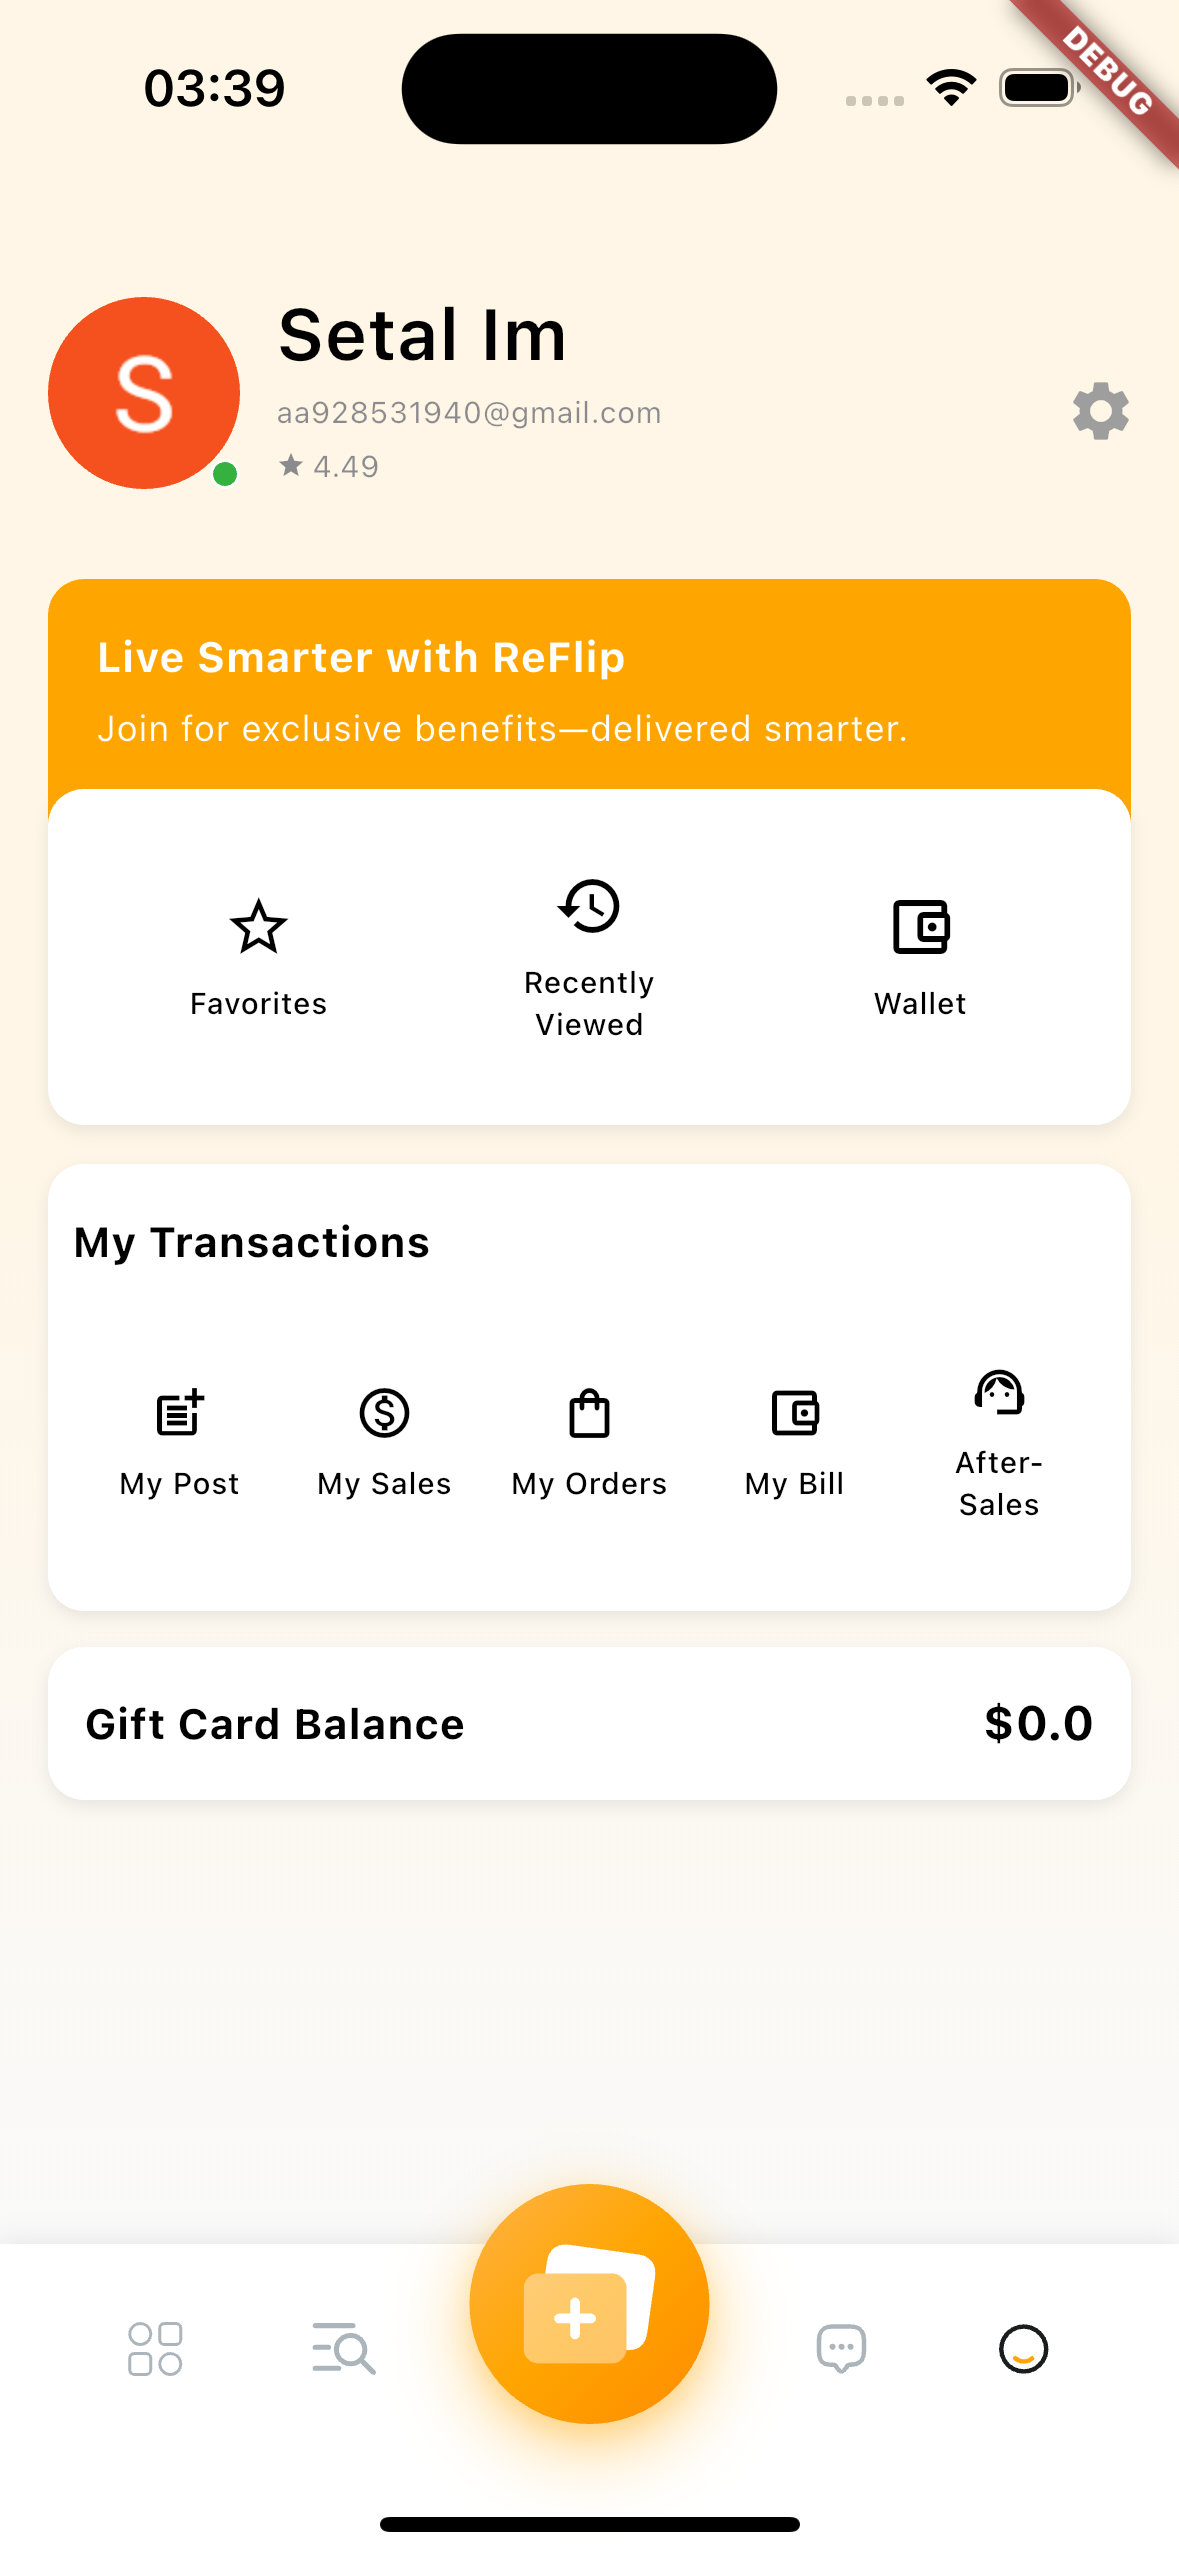 03:39
DEBUG
S
Setal Im
aa928531940@gmail.com
4.49
Live Smarter with ReFlip
Join for exclusive benefits—delivered smarter.
Favorites
Recently
Viewed
Wallet
My Transactions
My Post
My Sales
My Orders
My Bill
After-
Sales
Gift Card Balance
$0.0